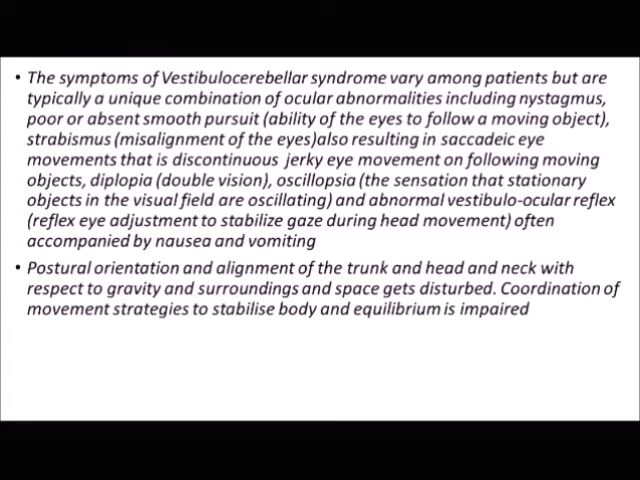 • The symptoms of Vestibulocerebellar syndrome vary among patients but are
typically a unique combination of ocular abnormalities including nystagmus,
poor or absent smooth pursuit (ability of the eyes to follow a moving object),
strabismus (misalignment of the eyes)also resulting in saccadeic eye
movements that is discontinuous jerky eye movement on following moving
objects, diplopia (double vision), oscillopsia (the sensation that stationary
objects in the visual field are oscillating) and abnormal vestibulo-ocular reflex
(reflex eye adjustment to stabilize gaze during head movement) often
accompanied by nausea and vomiting
• Postural orientation and alignment of the trunk and head and neck with
respect to gravity and surroundings and space gets disturbed. Coordination of
movement strategies to stabilise body and equilibrium is impaired